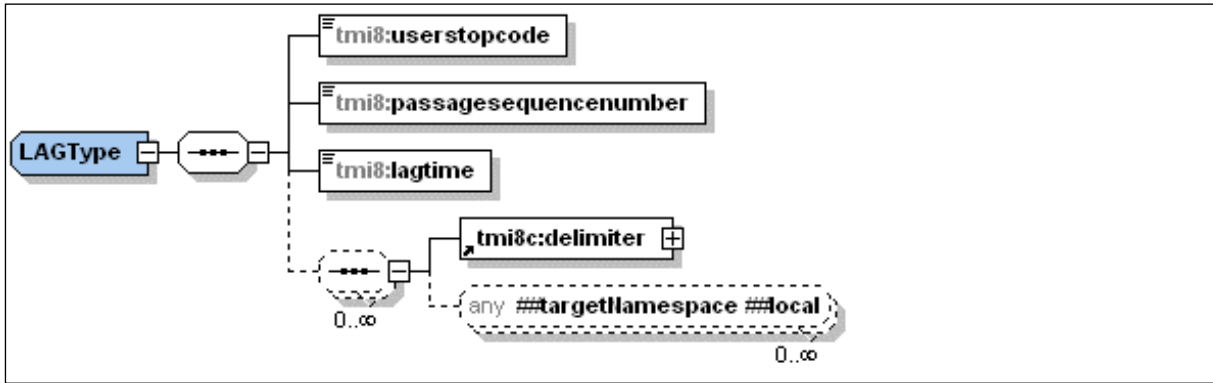 tmi8:userstopcode
tmi8:passagesequencenumber
LAGType
tmi8:lagtime
tmi8c:delimiter
any ##targetNamespace ##local
0..∞
0..∞